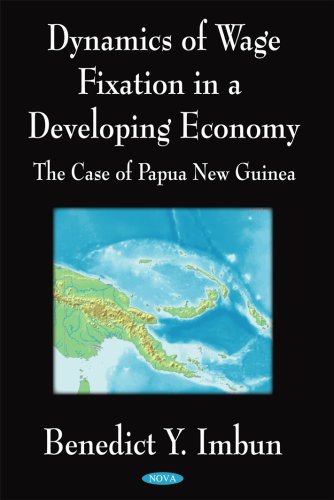 Dynamics of Wage
Fixation in a
Developing Economy
The Case of Papua New Guinea
Benedict Y. Imbun
NOVA